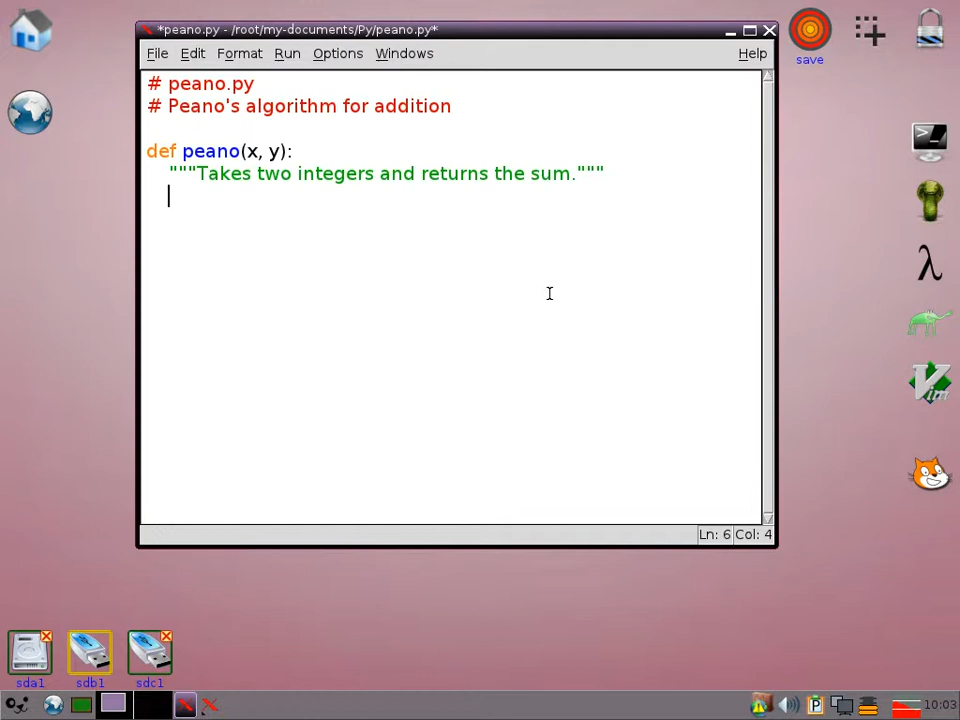 *peano.py - /root/my-documents/Py/peano.py*
File Edit Format Run Options Windows Help
# peano.py
# Peano's algorithm for addition
def peano(x, y):
"""Takes two integers and returns the sum."""
Ln: 6 Col: 4
save
>_
λ
Vim
sda1 sdb1 sdc1
P
10:03